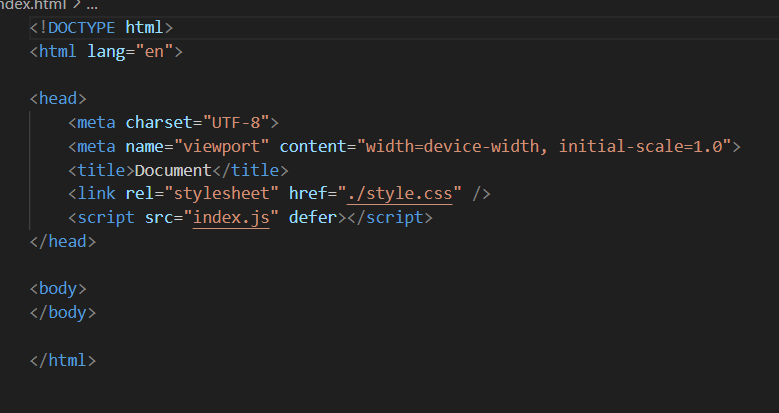 index.html > ...
<!DOCTYPE html>
<html lang="en">
<head>
<meta charset="UTF-8">
<meta name="viewport" content="width=device-width, initial-scale=1.0">
<title>Document</title>
<link rel="stylesheet" href="./style.css" />
<script src="index.js" defer></script>
</head>
<body>
</body>
</html>